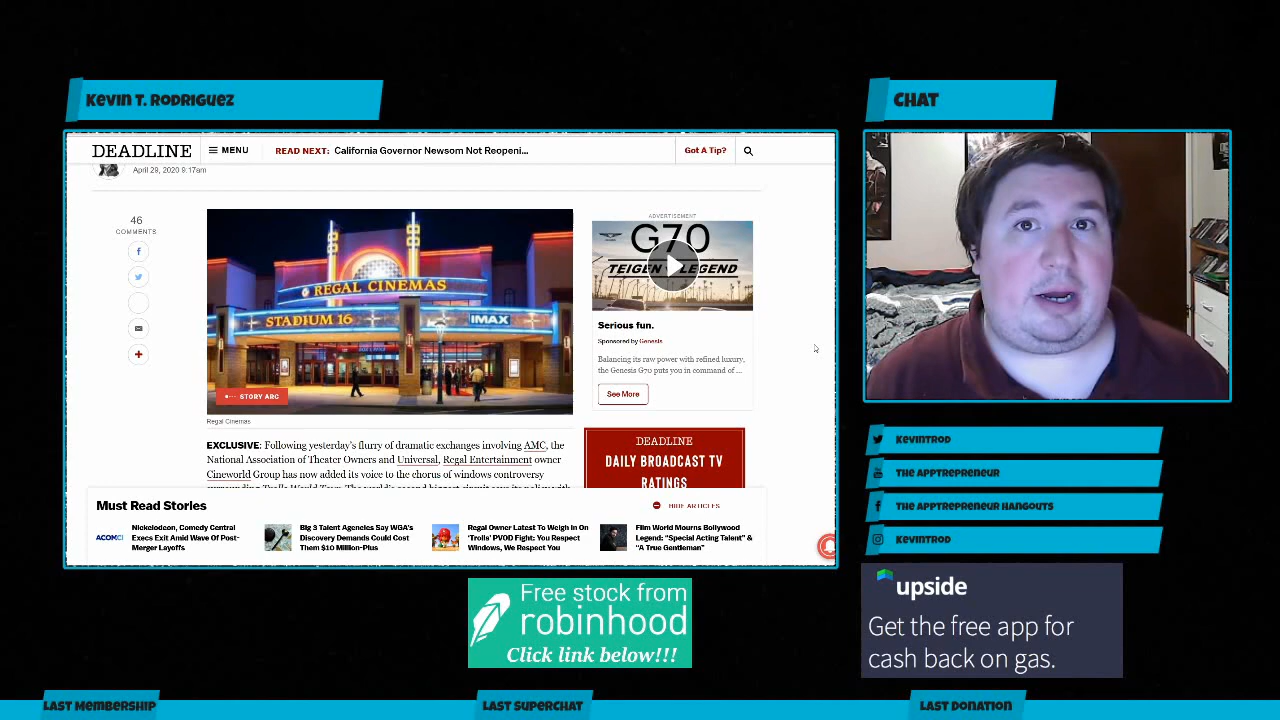 Kevin T. Rodriguez
CHAT
DEADLINE
MENU
READ NEXT: California Governor Newsom Not Reopeni...
Got A Tip?
April 29, 2020 9:17am
46
COMMENTS
REGAL CINEMAS
STADIUM 16
IMAX
STORY ARC
Regal Cinemas
ADVERTISEMENT
G70
TEIGEN LEGEND
Serious fun.
Sponsored by Genesis
Balancing its raw power with refined luxury,
the Genesis G70 puts you in command of ...
See More
EXCLUSIVE: Following yesterday's flurry of dramatic exchanges involving AMC, the
National Association of Theater Owners and Universal, Regal Entertainment owner
Cineworld Group has now added its voice to the chorus of windows controversy
DEADLINE
DAILY BROADCAST TV
RATINGS
Must Read Stories
HIDE ARTICLES
ACOMCI
Nickelodeon, Comedy Central
Execs Exit Amid Wave Of Post-
Merger Layoffs
Big 3 Talent Agencies Say WGA's
Discovery Demands Could Cost
Them $10 Million-Plus
Regal Owner Latest To Weigh In On
'Trolls' PVOD Fight: You Respect
Windows, We Respect You
Film World Mourns Bollywood
Legend: "Special Acting Talent" &
"A True Gentleman"
KevinTRod
The Apptrepreneur
The Apptrepreneur Hangouts
KevinTRod
Free stock from
robinhood
Click link below!!!
upside
Get the free app for
cash back on gas.
Last Membership
Last Superchat
Last Donation